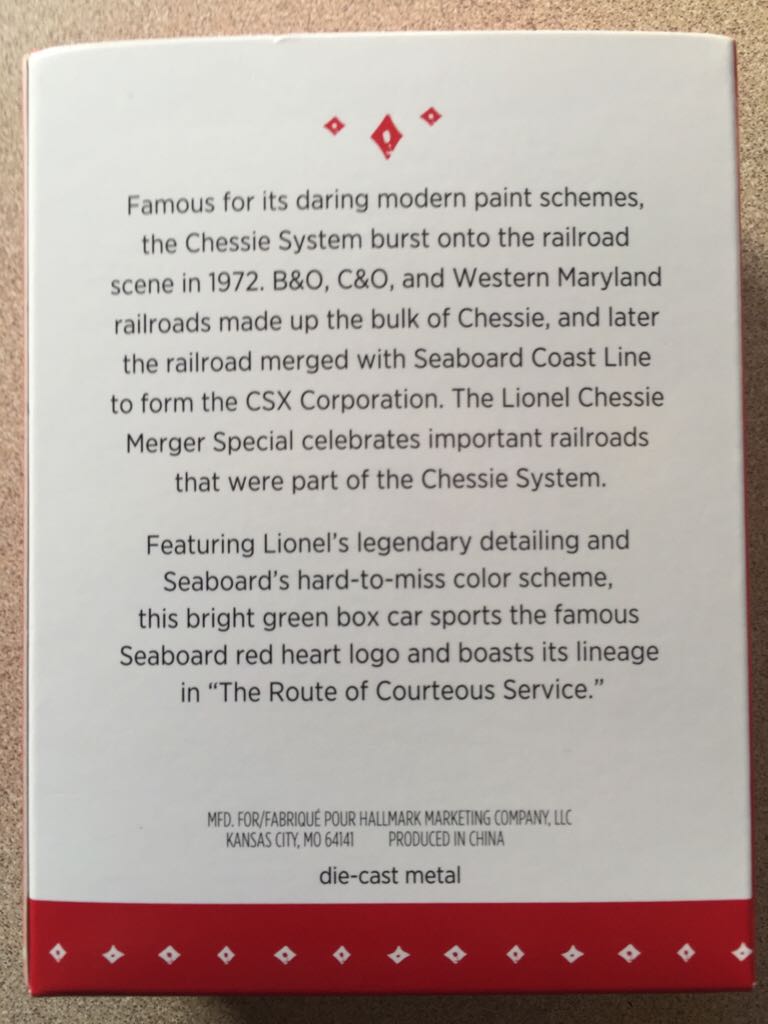 Famous for its daring modern paint schemes,
the Chessie System burst onto the railroad
scene in 1972. B&O, C&O, and Western Maryland
railroads made up the bulk of Chessie, and later
the railroad merged with Seaboard Coast Line
to form the CSX Corporation. The Lionel Chessie
Merger Special celebrates important railroads
that were part of the Chessie System.
Featuring Lionel's legendary detailing and
Seaboard's hard-to-miss color scheme,
this bright green box car sports the famous
Seaboard red heart logo and boasts its lineage
in “The Route of Courteous Service.”
MFD. FOR/FABRIQUÉ POUR HALLMARK MARKETING COMPANY, LLC
KANSAS CITY, MO 64141 PRODUCED IN CHINA
die-cast metal